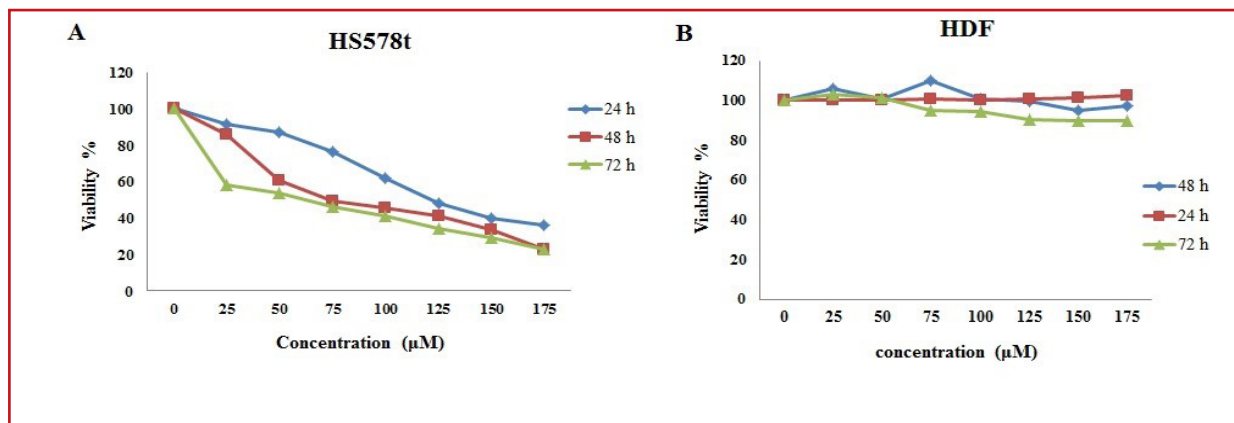 A
HS578t
Viability %
120
100
80
60
40
20
0
0 25 50 75 100 125 150 175
Concentration (µM)
24 h
48 h
72 h
B
HDF
Viability %
120
100
80
60
40
20
0
0 25 50 75 100 125 150 175
concentration (µM)
48 h
24 h
72 h